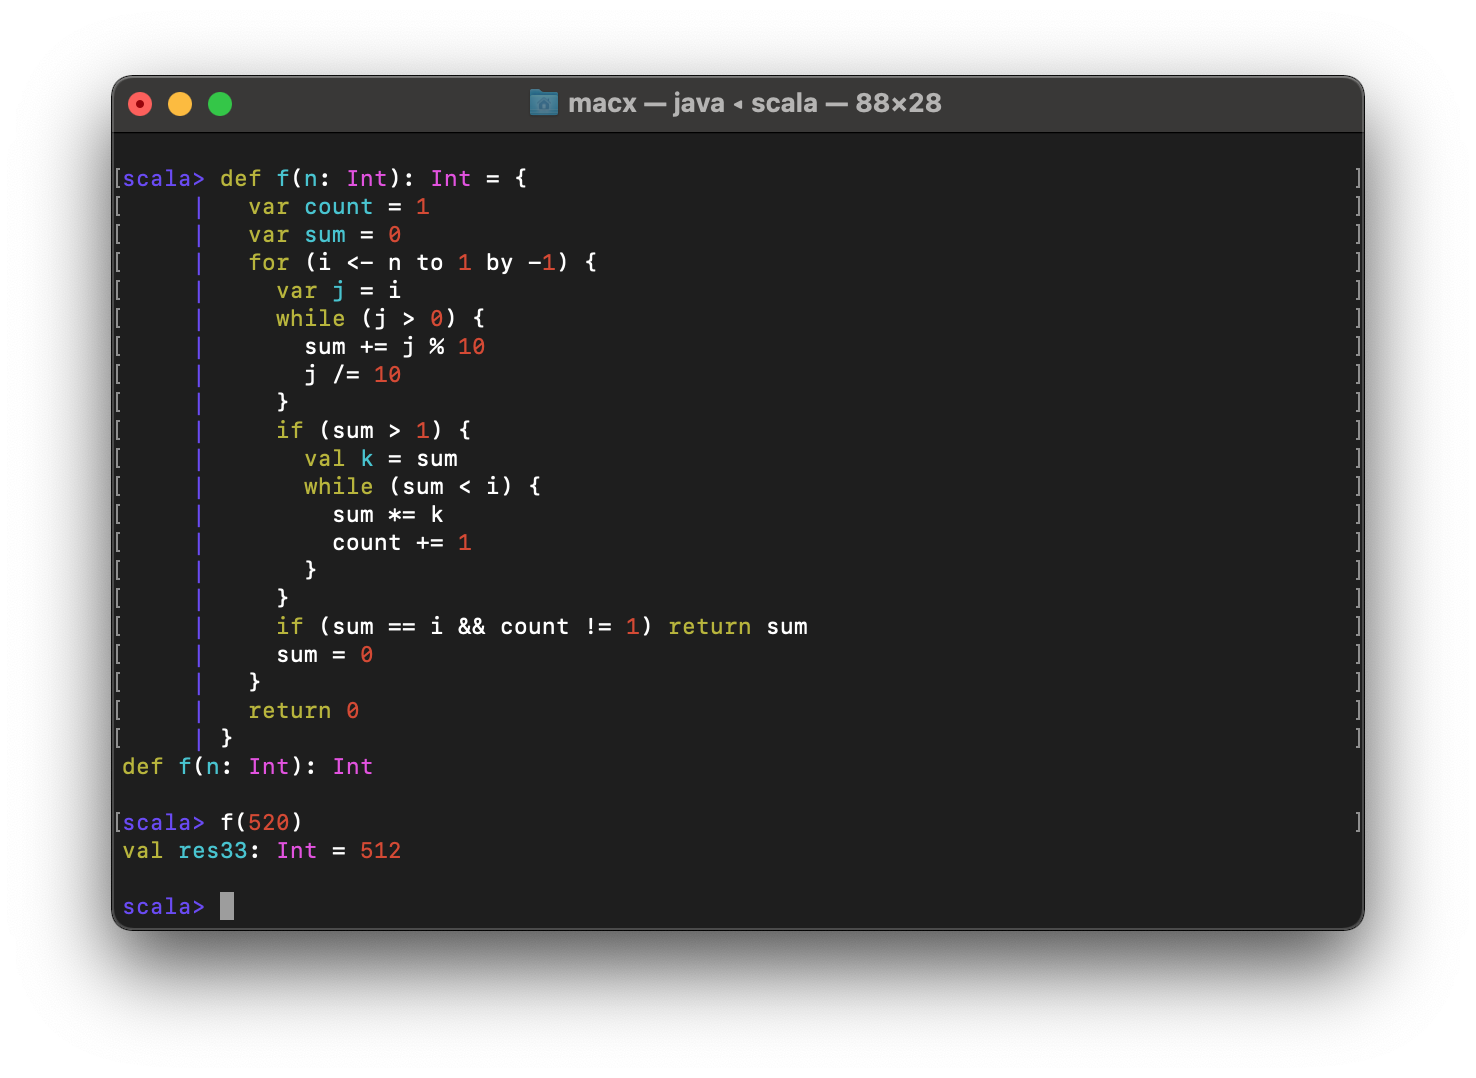 macx — java ◂ scala — 88×28
[scala> def f(n: Int): Int = { ]
[ | var count = 1 ]
[ | var sum = 0 ]
[ | for (i <- n to 1 by -1) { ]
[ | var j = i ]
[ | while (j > 0) { ]
[ | sum += j % 10 ]
[ | j /= 10 ]
[ | } ]
[ | if (sum > 1) { ]
[ | val k = sum ]
[ | while (sum < i) { ]
[ | sum *= k ]
[ | count += 1 ]
[ | } ]
[ | } ]
[ | if (sum == i && count != 1) return sum ]
[ | sum = 0 ]
[ | } ]
[ | return 0 ]
[ | } ]
def f(n: Int): Int
[scala> f(520) ]
val res33: Int = 512
scala>